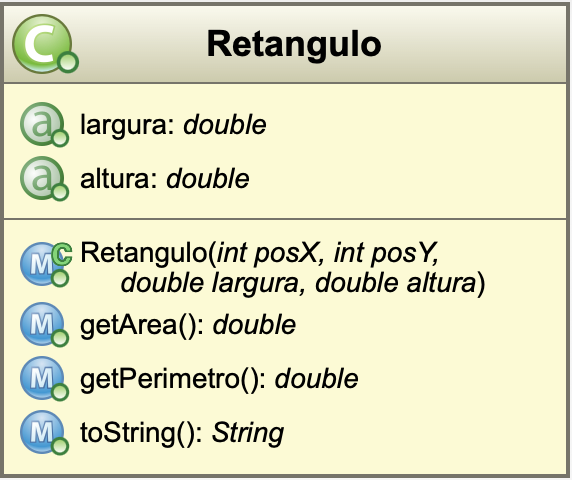 C
Retangulo
a largura: double
a altura: double
M C Retangulo(int posX, int posY,
double largura, double altura)
M getArea(): double
M getPerimetro(): double
M toString(): String